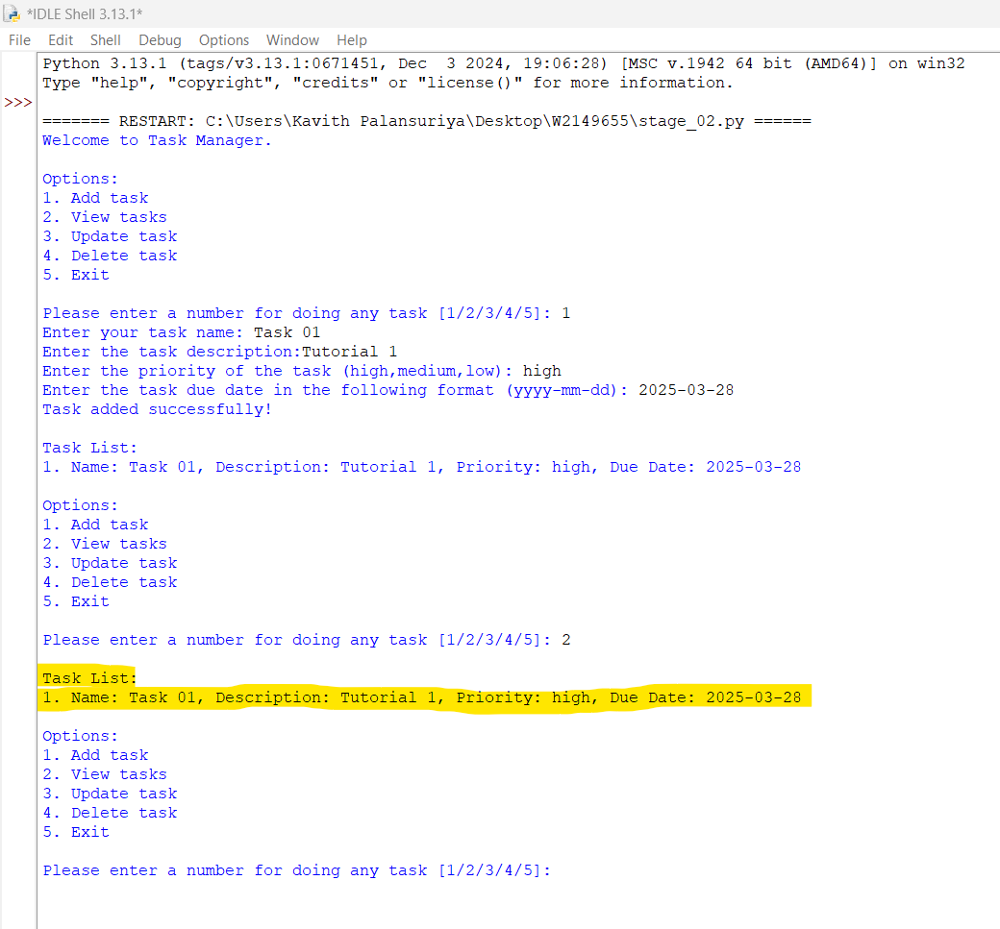 *IDLE Shell 3.13.1*
File Edit Shell Debug Options Window Help
Python 3.13.1 (tags/v3.13.1:0671451, Dec  3 2024, 19:06:28) [MSC v.1942 64 bit (AMD64)] on win32
Type "help", "copyright", "credits" or "license()" for more information.
>>>
======= RESTART: C:\Users\Kavith Palansuriya\Desktop\W2149655\stage_02.py ======
Welcome to Task Manager.
Options:
1. Add task
2. View tasks
3. Update task
4. Delete task
5. Exit
Please enter a number for doing any task [1/2/3/4/5]: 1
Enter your task name: Task 01
Enter the task description:Tutorial 1
Enter the priority of the task (high,medium,low): high
Enter the task due date in the following format (yyyy-mm-dd): 2025-03-28
Task added successfully!
Task List:
1. Name: Task 01, Description: Tutorial 1, Priority: high, Due Date: 2025-03-28
Options:
1. Add task
2. View tasks
3. Update task
4. Delete task
5. Exit
Please enter a number for doing any task [1/2/3/4/5]: 2
Task List:
1. Name: Task 01, Description: Tutorial 1, Priority: high, Due Date: 2025-03-28
Options:
1. Add task
2. View tasks
3. Update task
4. Delete task
5. Exit
Please enter a number for doing any task [1/2/3/4/5]: